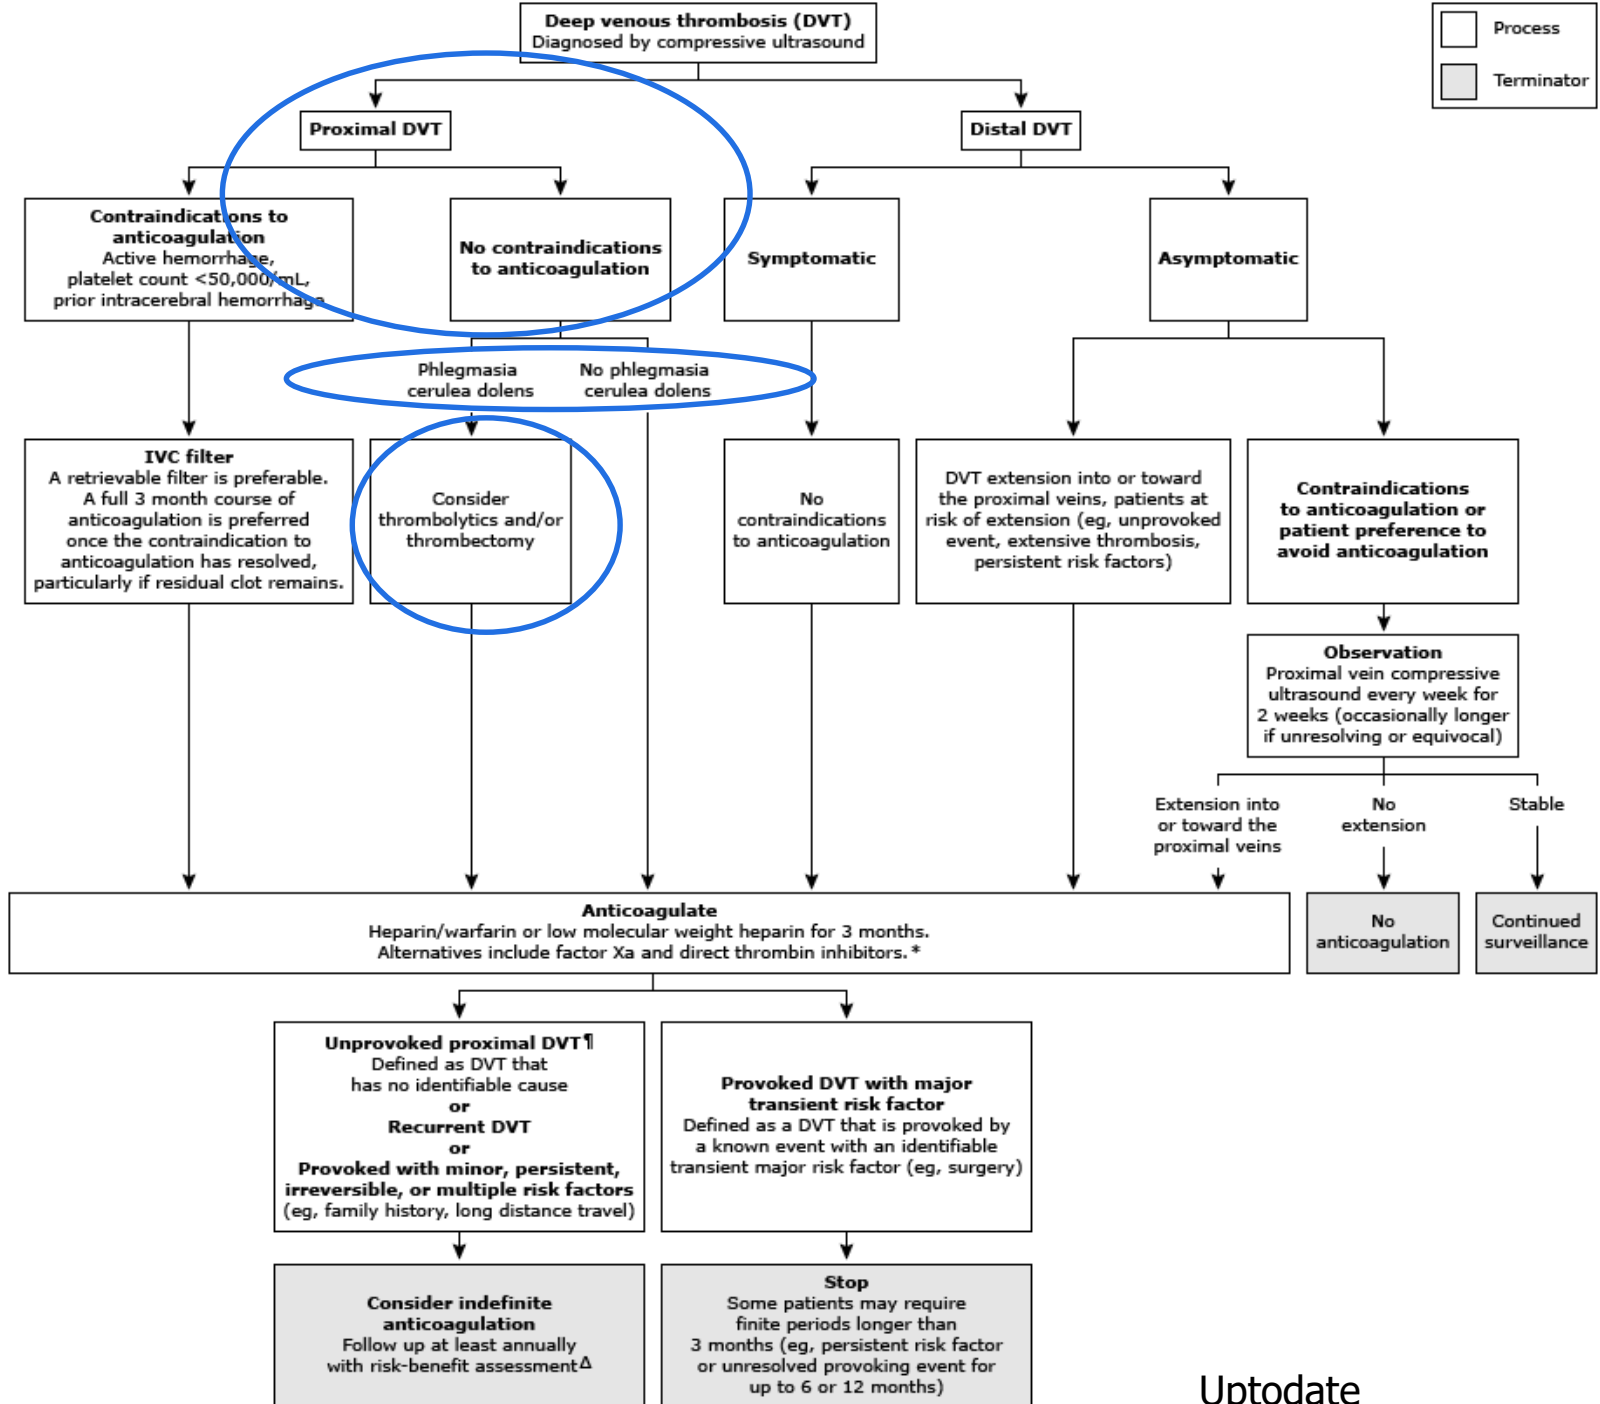 Deep venous thrombosis (DVT)
Diagnosed by compressive ultrasound
Process
Terminator
Proximal DVT
Distal DVT
Contraindications to
anticoagulation
Active hemorrhage,
platelet count <50,000/mL,
prior intracerebral hemorrhage
No contraindications
to anticoagulation
Symptomatic
Asymptomatic
Phlegmasia
cerulea dolens
No phlegmasia
cerulea dolens
IVC filter
A retrievable filter is preferable.
A full 3 month course of
anticoagulation is preferred
once the contraindication to
anticoagulation has resolved,
particularly if residual clot remains.
Consider
thrombolytics and/or
thrombectomy
No
contraindications
to anticoagulation
DVT extension into or toward
the proximal veins, patients at
risk of extension (eg, unprovoked
event, extensive thrombosis,
persistent risk factors)
Contraindications
to anticoagulation or
patient preference to
avoid anticoagulation
Observation
Proximal vein compressive
ultrasound every week for
2 weeks (occasionally longer
if unresolving or equivocal)
Extension into
or toward the
proximal veins
No
extension
Stable
Anticoagulate
Heparin/warfarin or low molecular weight heparin for 3 months.
Alternatives include factor Xa and direct thrombin inhibitors.*
No
anticoagulation
Continued
surveillance
Unprovoked proximal DVT¶
Defined as DVT that
has no identifiable cause
or
Recurrent DVT
or
Provoked with minor, persistent,
irreversible, or multiple risk factors
(eg, family history, long distance travel)
Provoked DVT with major
transient risk factor
Defined as a DVT that is provoked by
a known event with an identifiable
transient major risk factor (eg, surgery)
Consider indefinite
anticoagulation
Follow up at least annually
with risk-benefit assessmentΔ
Stop
Some patients may require
finite periods longer than
3 months (eg, persistent risk factor
or unresolved provoking event for
up to 6 or 12 months)
Uptodate